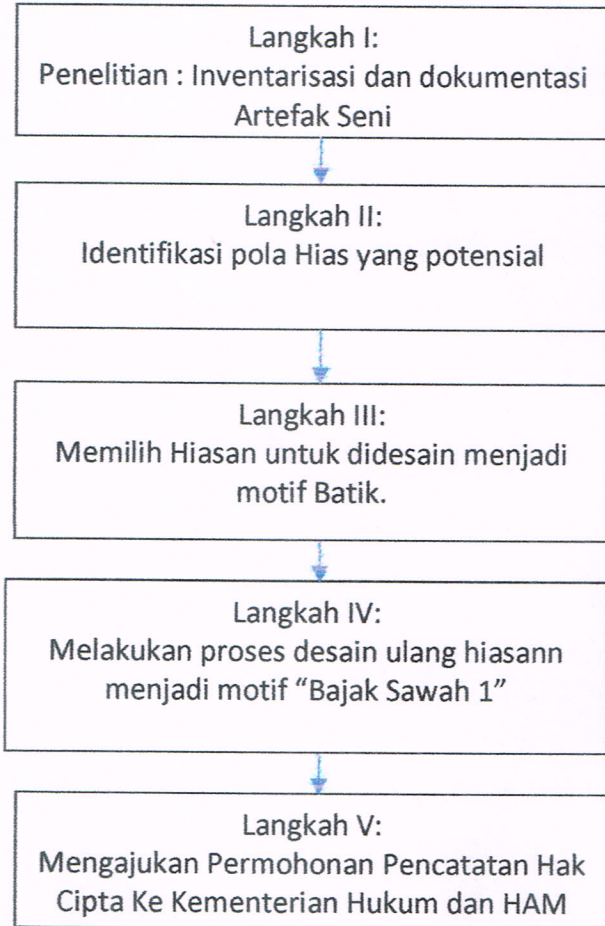 Langkah I:
Penelitian : Inventarisasi dan dokumentasi
Artefak Seni
Langkah II:
Identifikasi pola Hias yang potensial
Langkah III:
Memilih Hiasan untuk didesain menjadi
motif Batik.
Langkah IV:
Melakukan proses desain ulang hiasann
menjadi motif “Bajak Sawah 1”
Langkah V:
Mengajukan Permohonan Pencatatan Hak
Cipta Ke Kementerian Hukum dan HAM